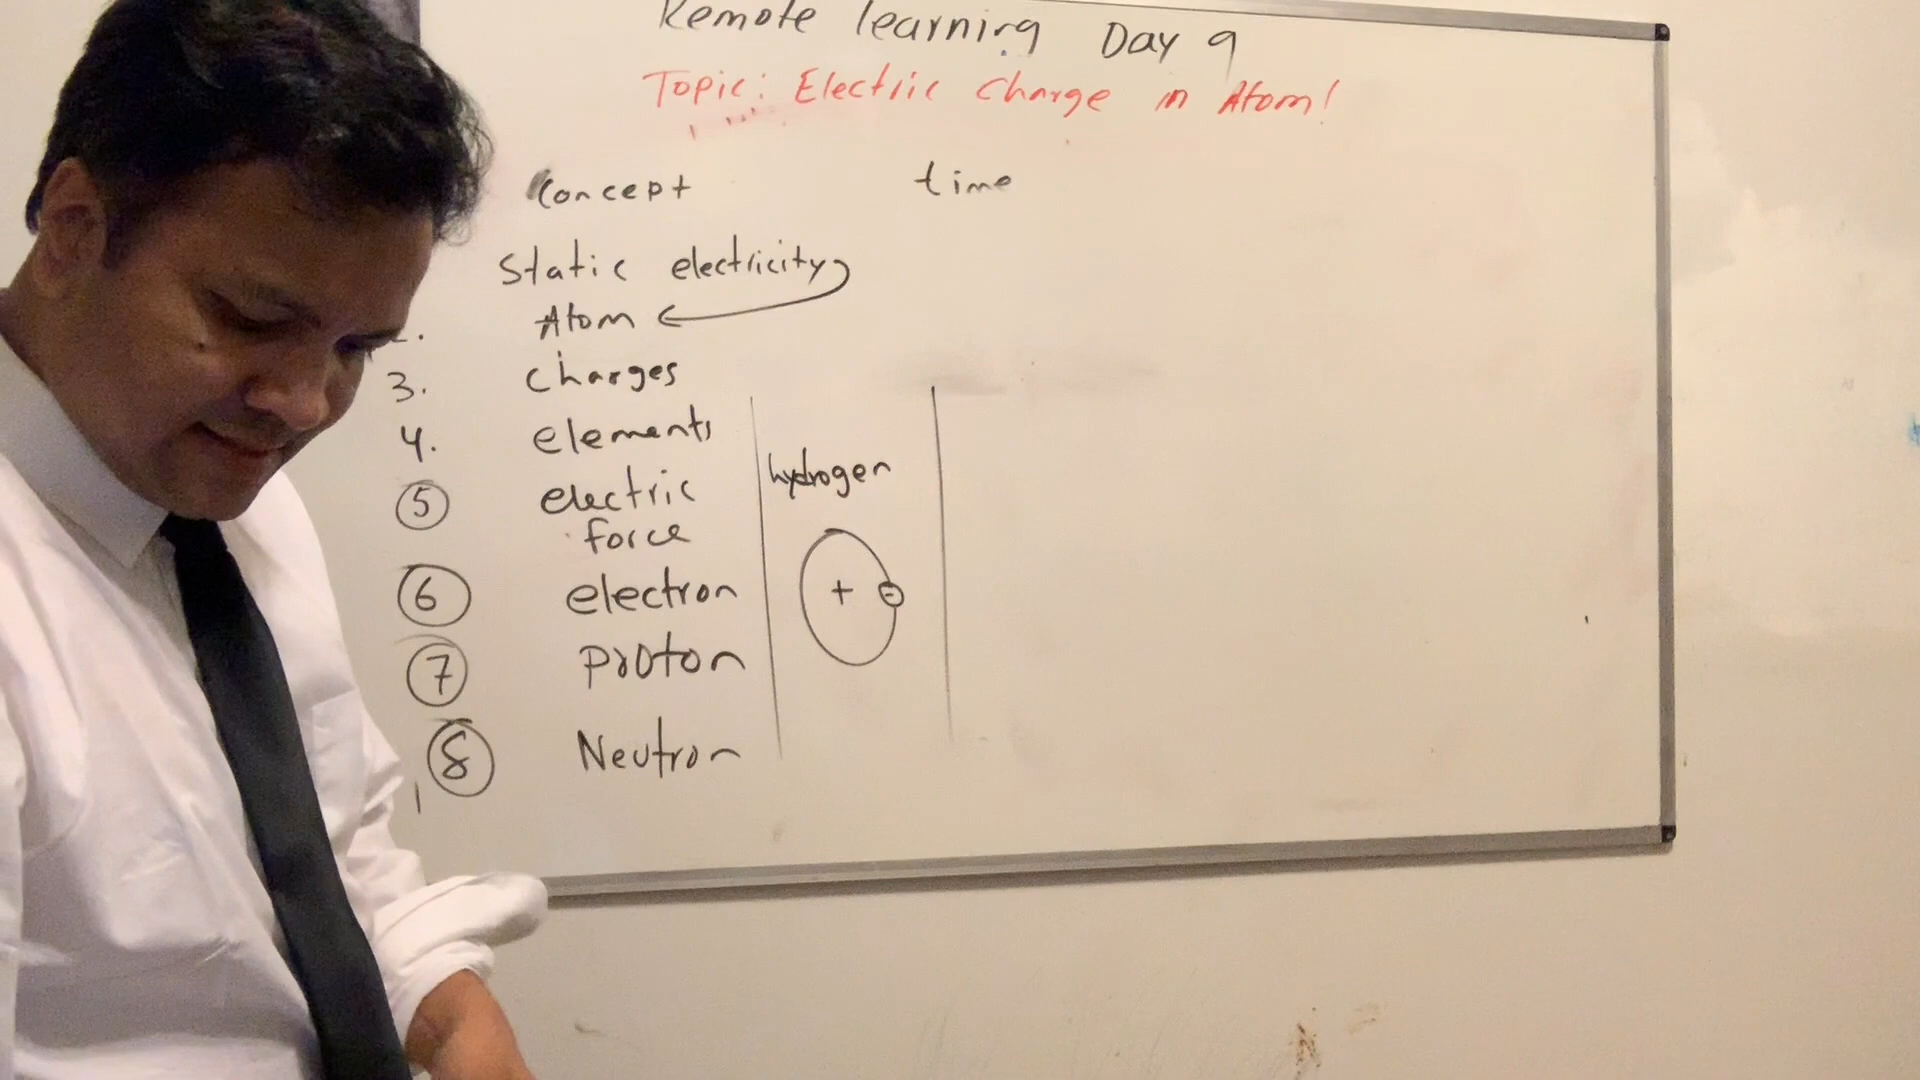 Remote learning Day 9
Topic: Electric Charge in Atom!
Concept time
Static electricity
Atom
3. Charges
4. elements
5 electric
force
hydrogen
+ -
6 electron
7 proton
8 Neutron